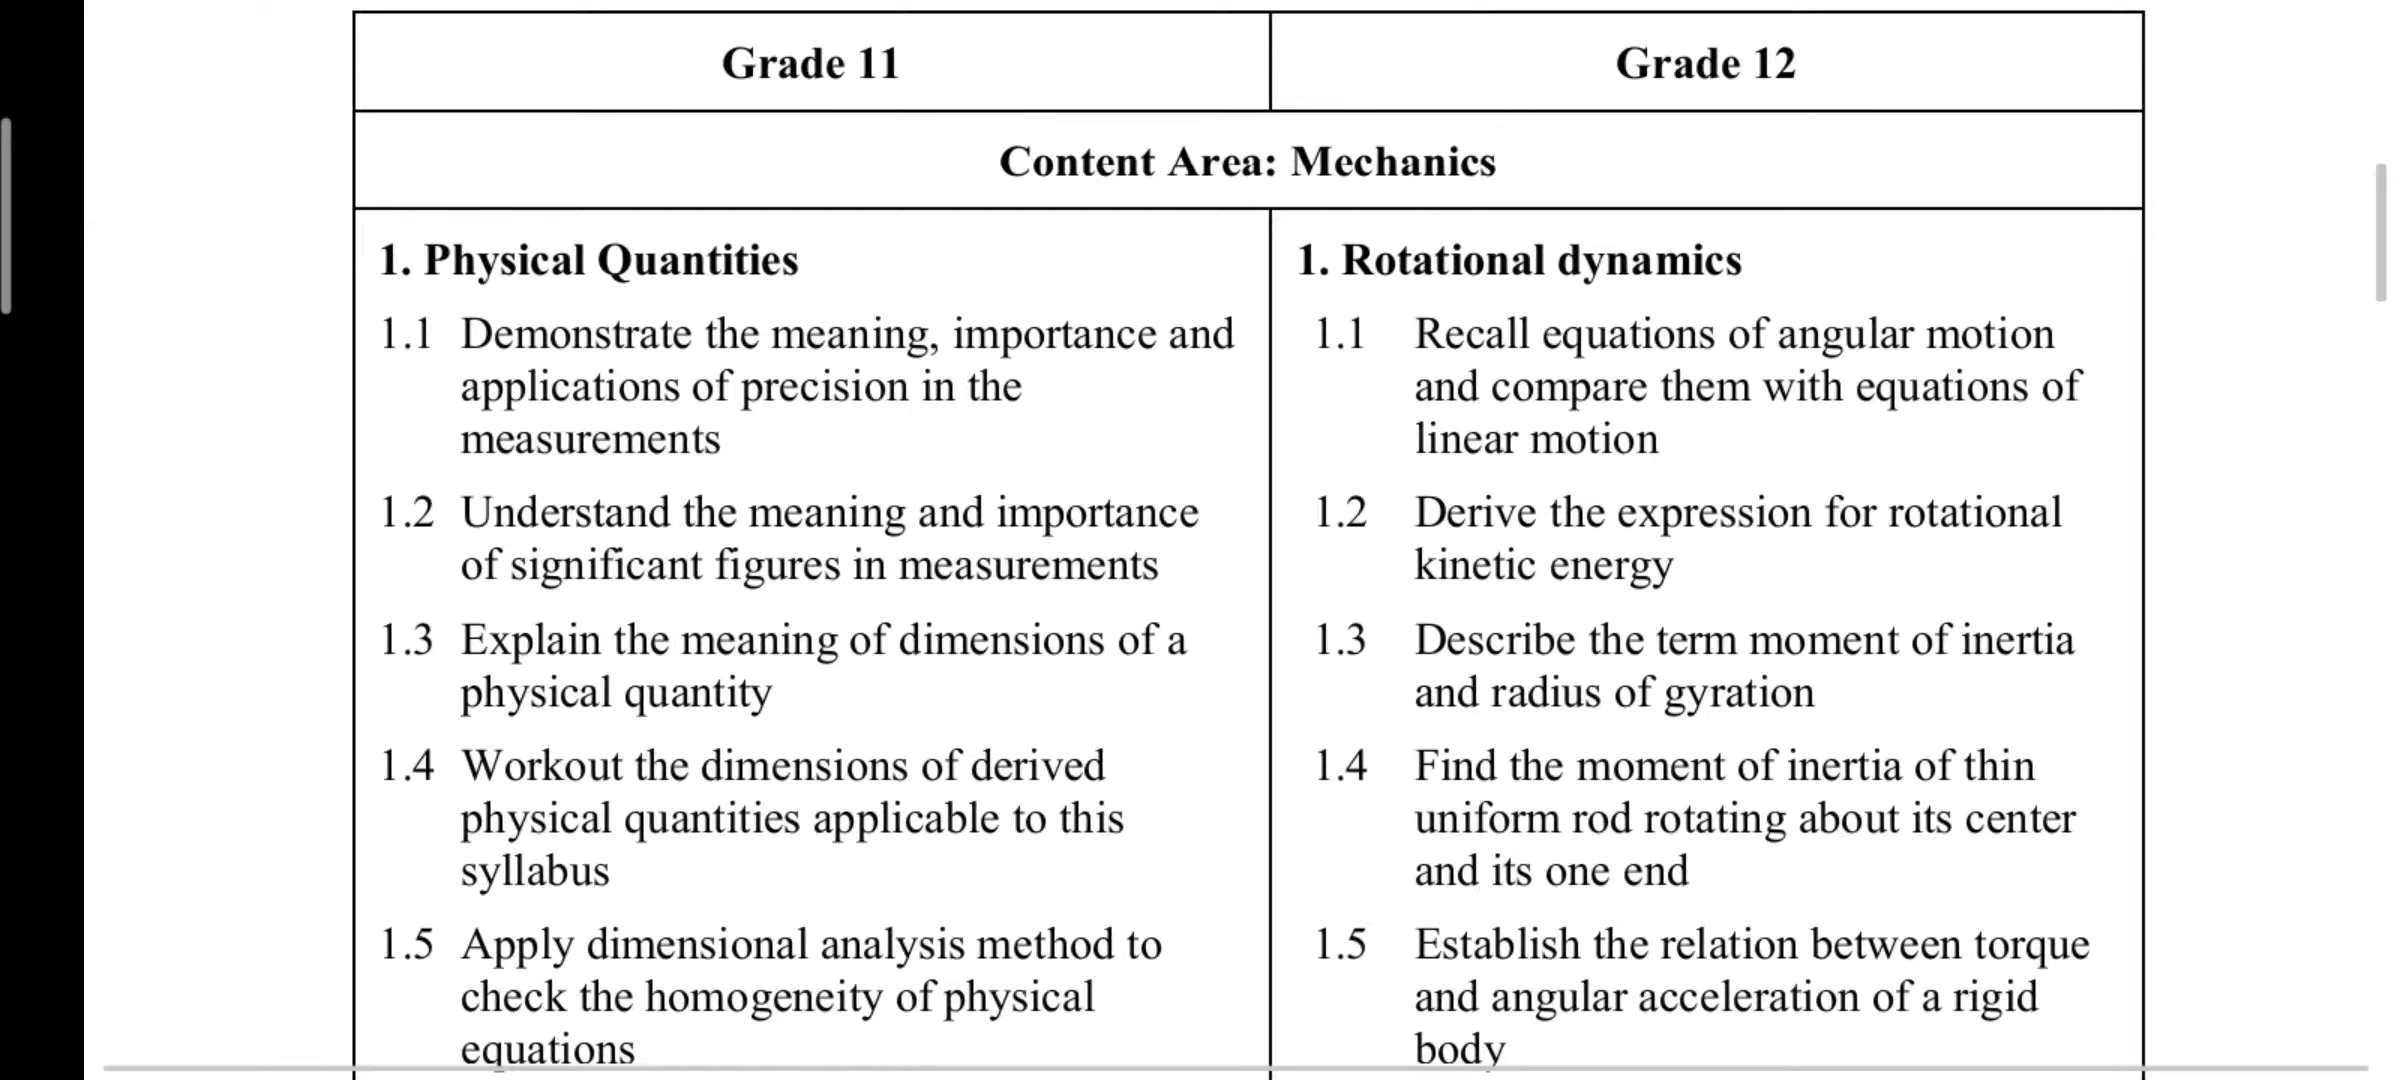 Grade 11
Grade 12
Content Area: Mechanics
1. Physical Quantities
1.1 Demonstrate the meaning, importance and
applications of precision in the
measurements
1.2 Understand the meaning and importance
of significant figures in measurements
1.3 Explain the meaning of dimensions of a
physical quantity
1.4 Workout the dimensions of derived
physical quantities applicable to this
syllabus
1.5 Apply dimensional analysis method to
check the homogeneity of physical
equations
1. Rotational dynamics
1.1 Recall equations of angular motion
and compare them with equations of
linear motion
1.2 Derive the expression for rotational
kinetic energy
1.3 Describe the term moment of inertia
and radius of gyration
1.4 Find the moment of inertia of thin
uniform rod rotating about its center
and its one end
1.5 Establish the relation between torque
and angular acceleration of a rigid
body